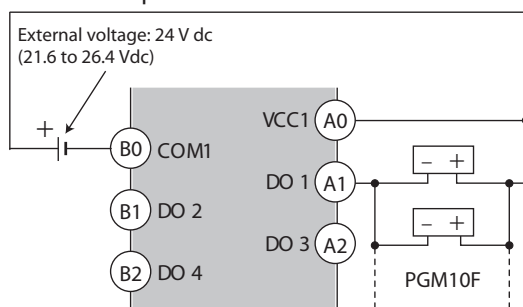 External voltage: 24 V dc
(21.6 to 26.4 Vdc)
+
B0 COM1
VCC1 A0
DO 1 A1
- +
B1 DO 2
- +
DO 3 A2
B2 DO 4
PGM10F